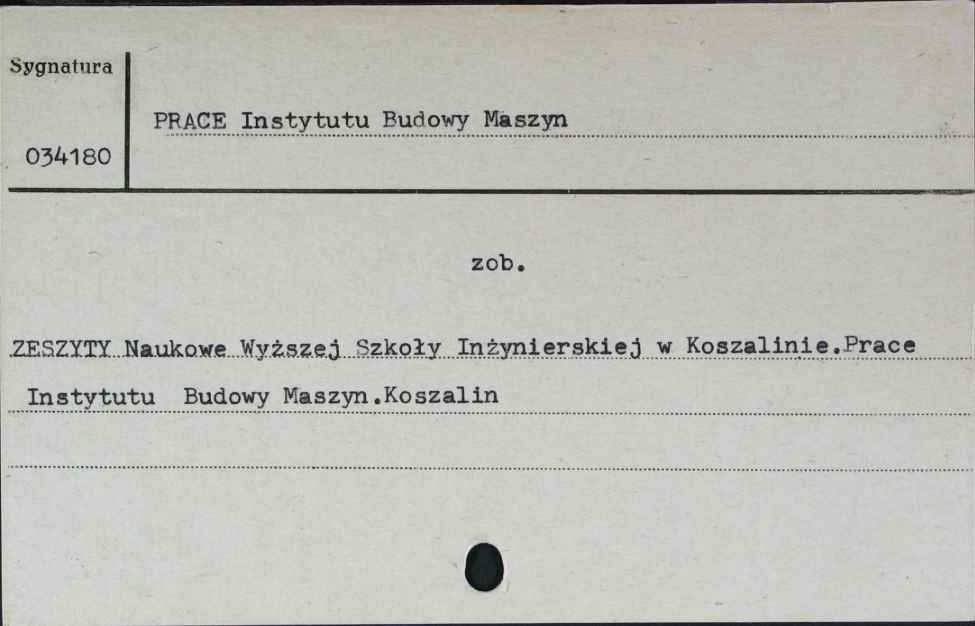 Sygnatura
PRACE Instytutu Budowy Maszyn
034180
zob.
ZESZYTY Naukowe Wyższej Szkoły Inżynierskiej w Koszalinie.Prace
Instytutu Budowy Maszyn.Koszalin